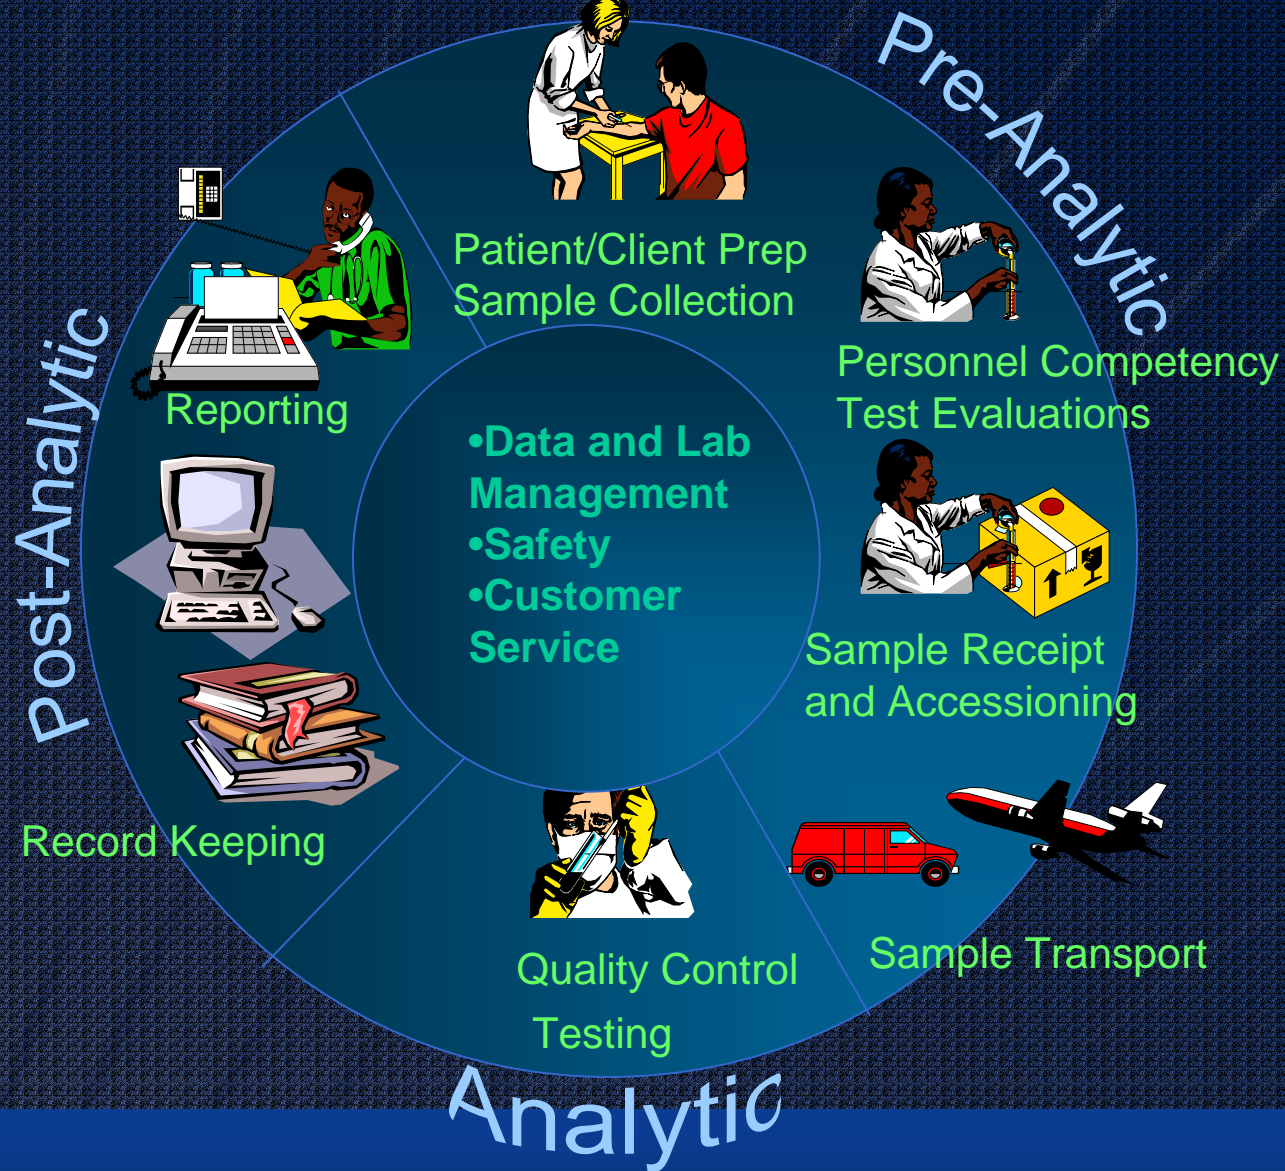 Pre-Analytic
Patient/Client Prep
Sample Collection
Personnel Competency
Test Evaluations
Sample Receipt
and Accessioning
Sample Transport
Analytic
Quality Control
Testing
Post-Analytic
Reporting
Record Keeping
•Data and Lab
Management
•Safety
•Customer
Service